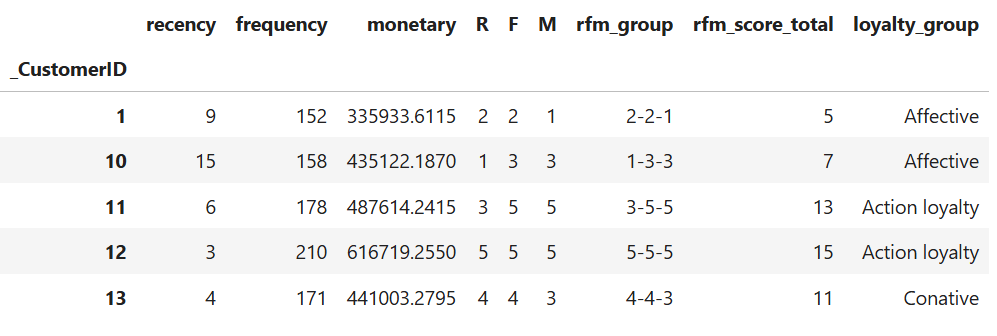 recency frequency monetary R F M rfm_group rfm_score_total loyalty_group
_CustomerID
1 9 152 335933.6115 2 2 1 2-2-1 5 Affective
10 15 158 435122.1870 1 3 3 1-3-3 7 Affective
11 6 178 487614.2415 3 5 5 3-5-5 13 Action loyalty
12 3 210 616719.2550 5 5 5 5-5-5 15 Action loyalty
13 4 171 441003.2795 4 4 3 4-4-3 11 Conative